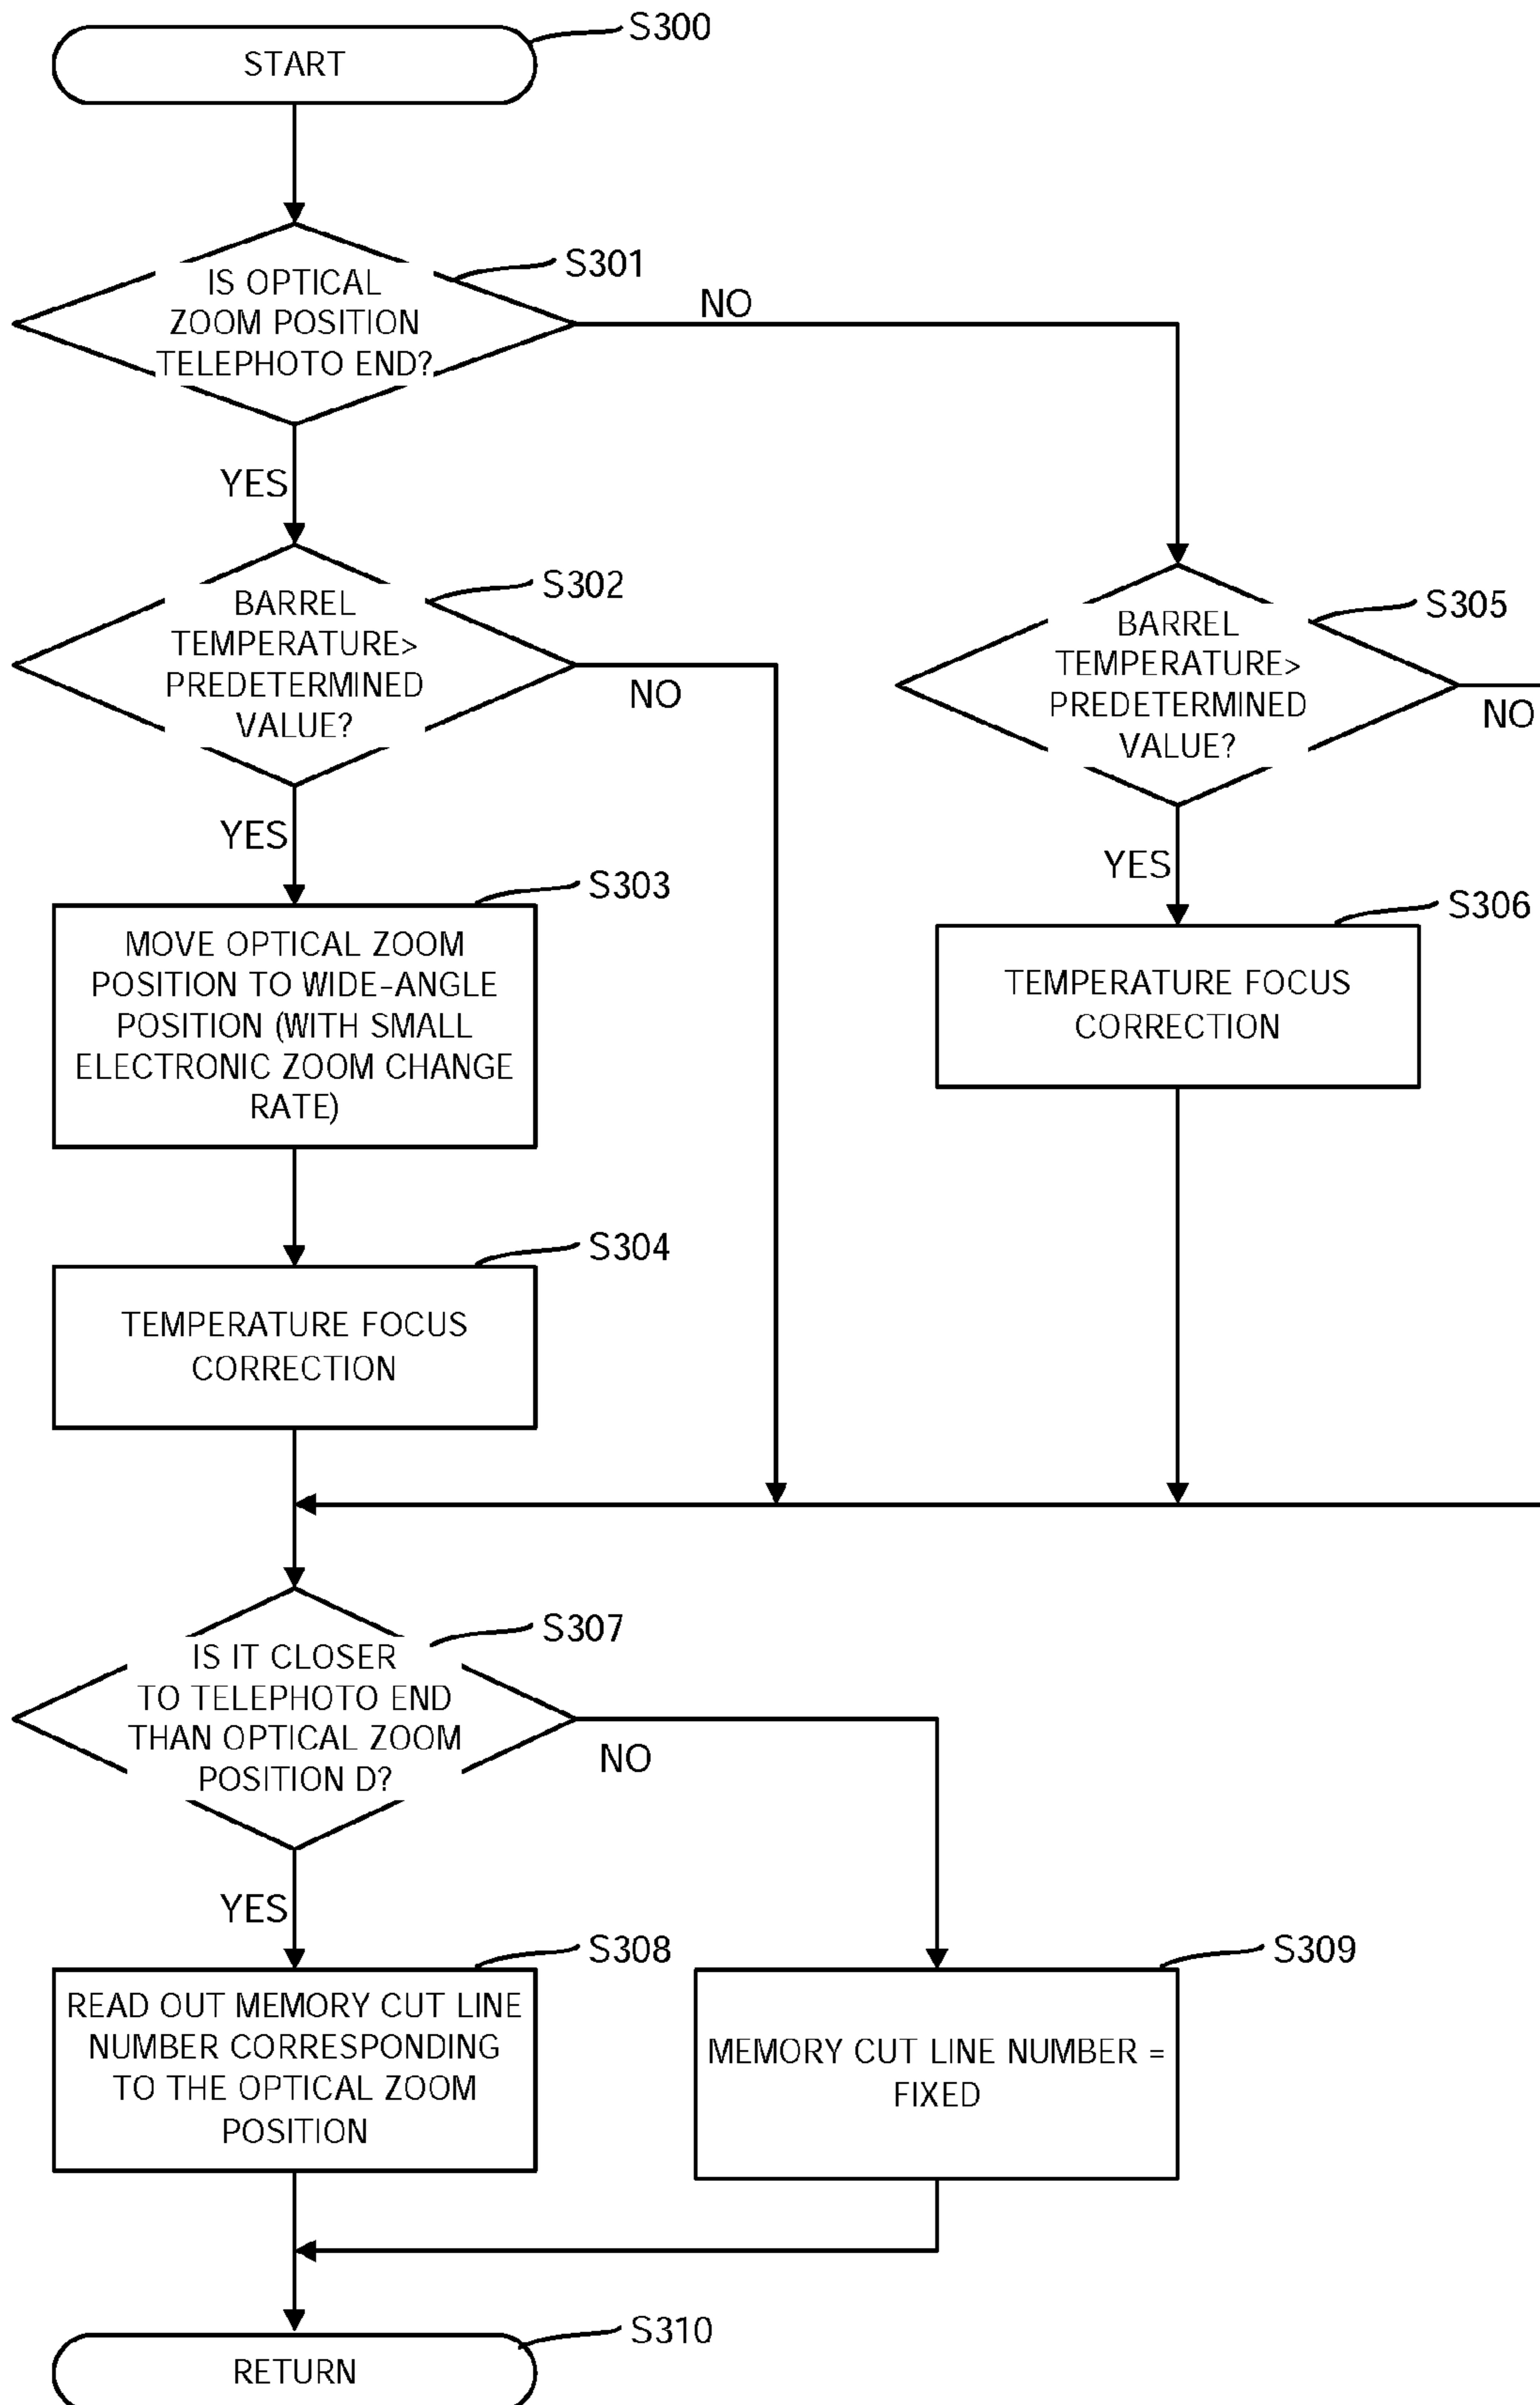 S300
START
S301
IS OPTICAL
ZOOM POSITION
TELEPHOTO END?
NO
YES
S302
BARREL
TEMPERATURE>
PREDETERMINED
VALUE?
NO
YES
S305
BARREL
TEMPERATURE>
PREDETERMINED
VALUE?
NO
YES
S303
MOVE OPTICAL ZOOM
POSITION TO WIDE-ANGLE
POSITION (WITH SMALL
ELECTRONIC ZOOM CHANGE
RATE)
S306
TEMPERATURE FOCUS
CORRECTION
S304
TEMPERATURE FOCUS
CORRECTION
S307
IS IT CLOSER
TO TELEPHOTO END
THAN OPTICAL ZOOM
POSITION D?
NO
YES
S308
READ OUT MEMORY CUT LINE
NUMBER CORRESPONDING
TO THE OPTICAL ZOOM
POSITION
S309
MEMORY CUT LINE NUMBER =
FIXED
S310
RETURN